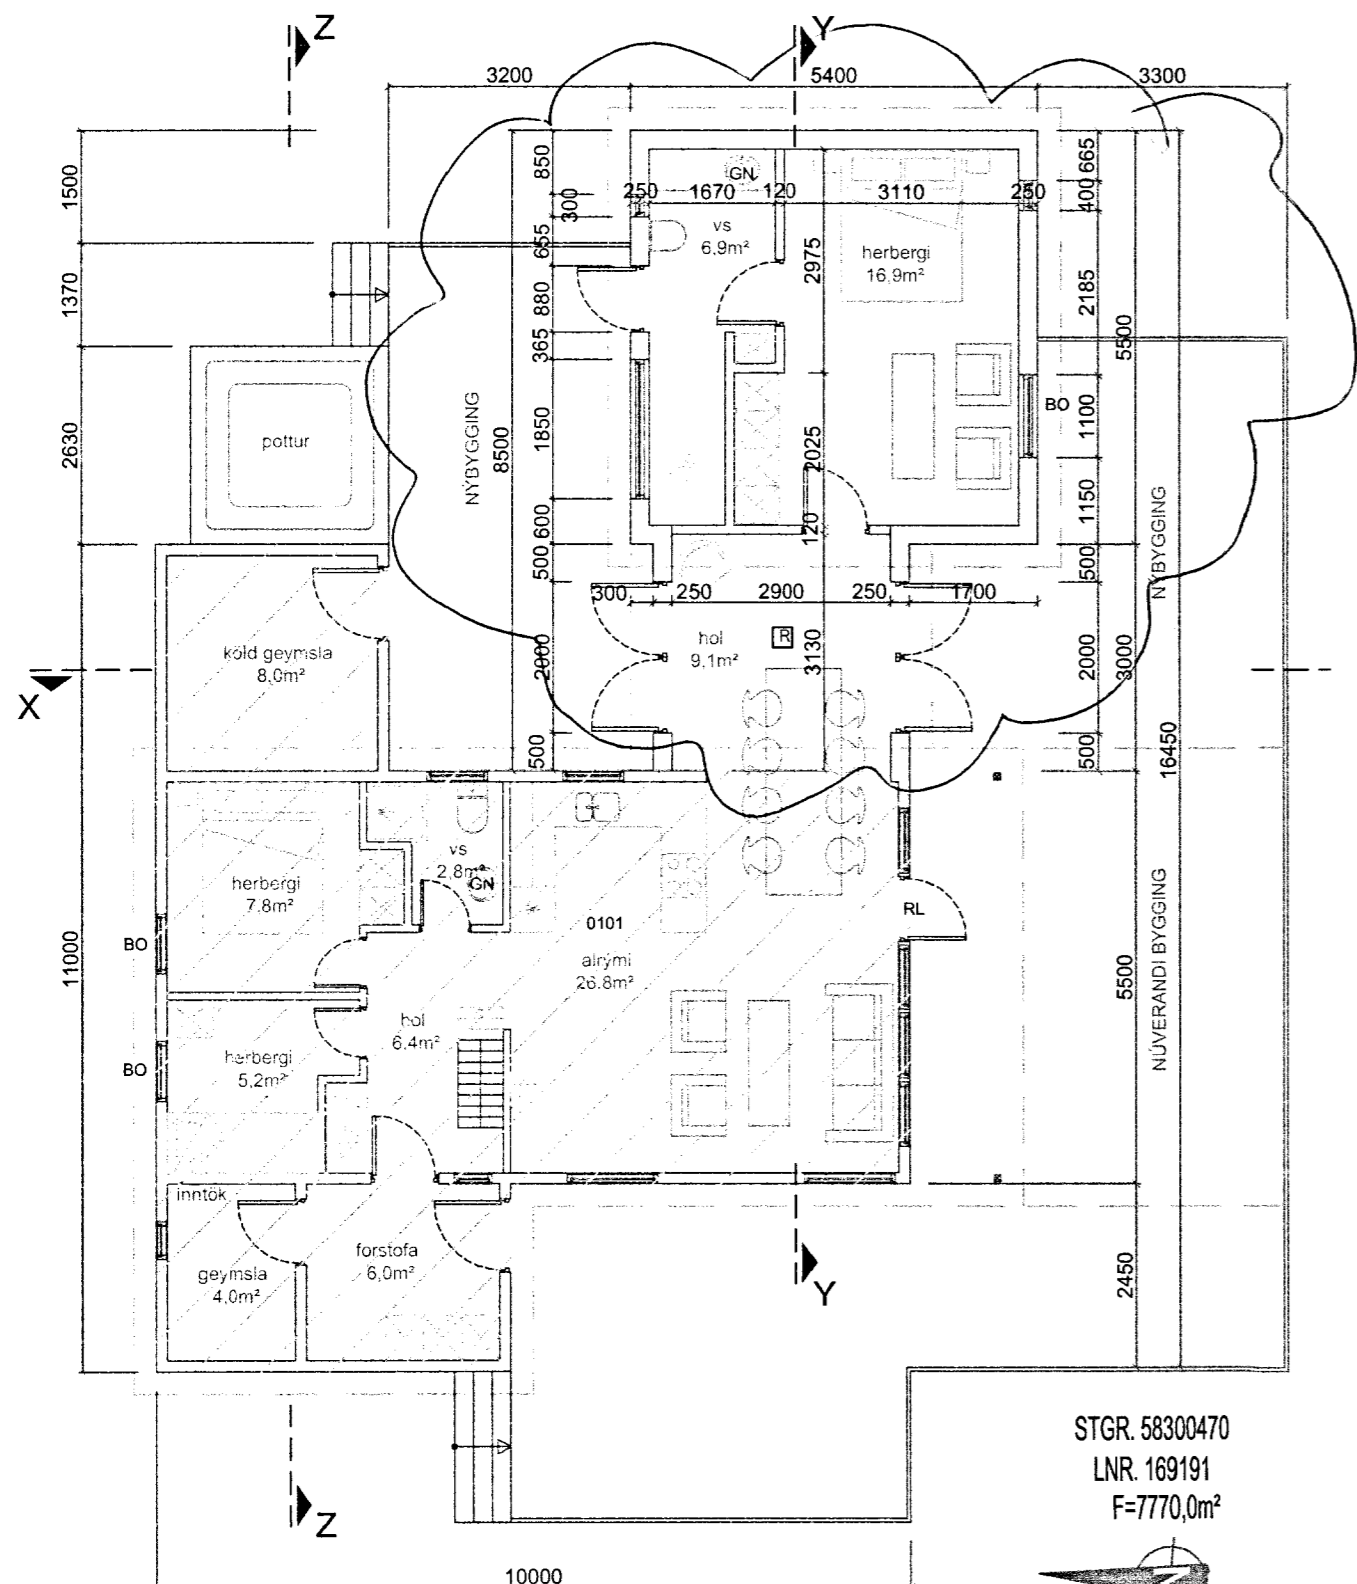 Z
Y
3200
5400
3300
1500
1370
2630
11000
850
300
655
880
365
1850
600
500
2000
500
NÝBYGGING
8500
GN
250
1670
120
3110
250
vs
6,9m²
herbergi
16,9m²
2975
2025
120
3130
665
400
2185
1100
1150
500
2000
500
5500
3000
5500
2450
16450
NÝBYGGING
NÚVERANDI BYGGING
BO
pottur
300
250
2900
250
1700
hol
9,1m²
R
köld geymsla
8,0m²
X
vs
2,8m²
GN
herbergi
7.8m²
BO
0101
alrými
26.8m²
RL
hol
6.4m²
herbergi
5,2m²
BO
inntök
geymsla
4,0m²
forstofa
6,0m²
Y
Z
STGR. 58300470
LNR. 169191
F=7770,0m²
10000